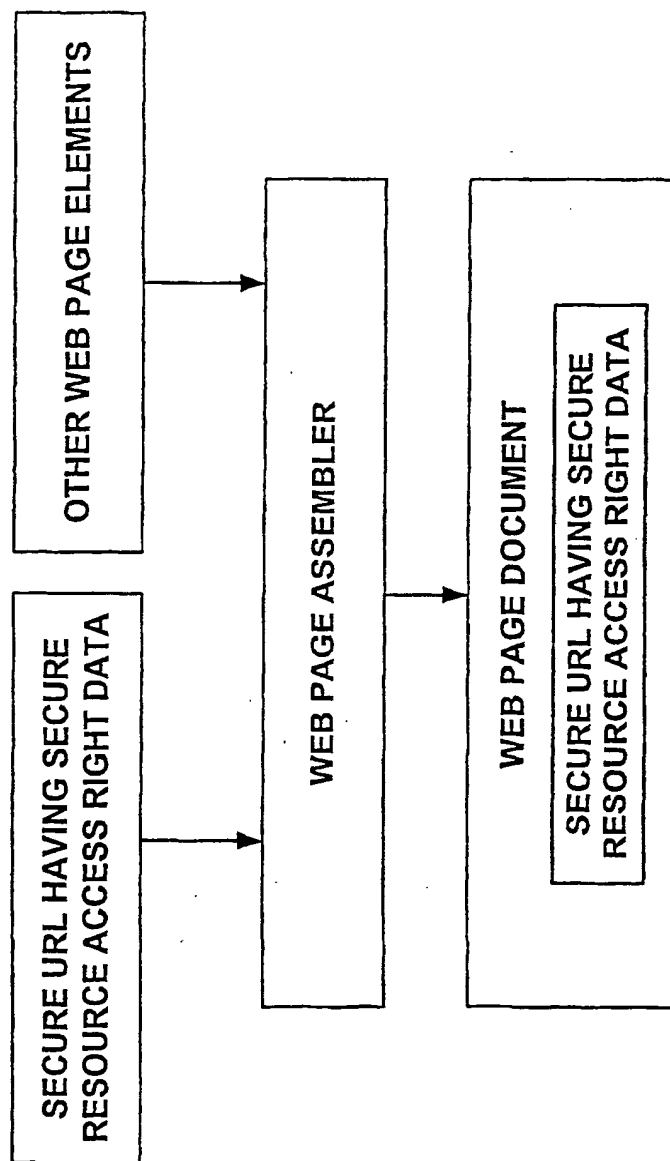 SECURE URL HAVING SECURE
RESOURCE ACCESS RIGHT DATA
OTHER WEB PAGE ELEMENTS
WEB PAGE ASSEMBLER
WEB PAGE DOCUMENT
SECURE URL HAVING SECURE
RESOURCE ACCESS RIGHT DATA